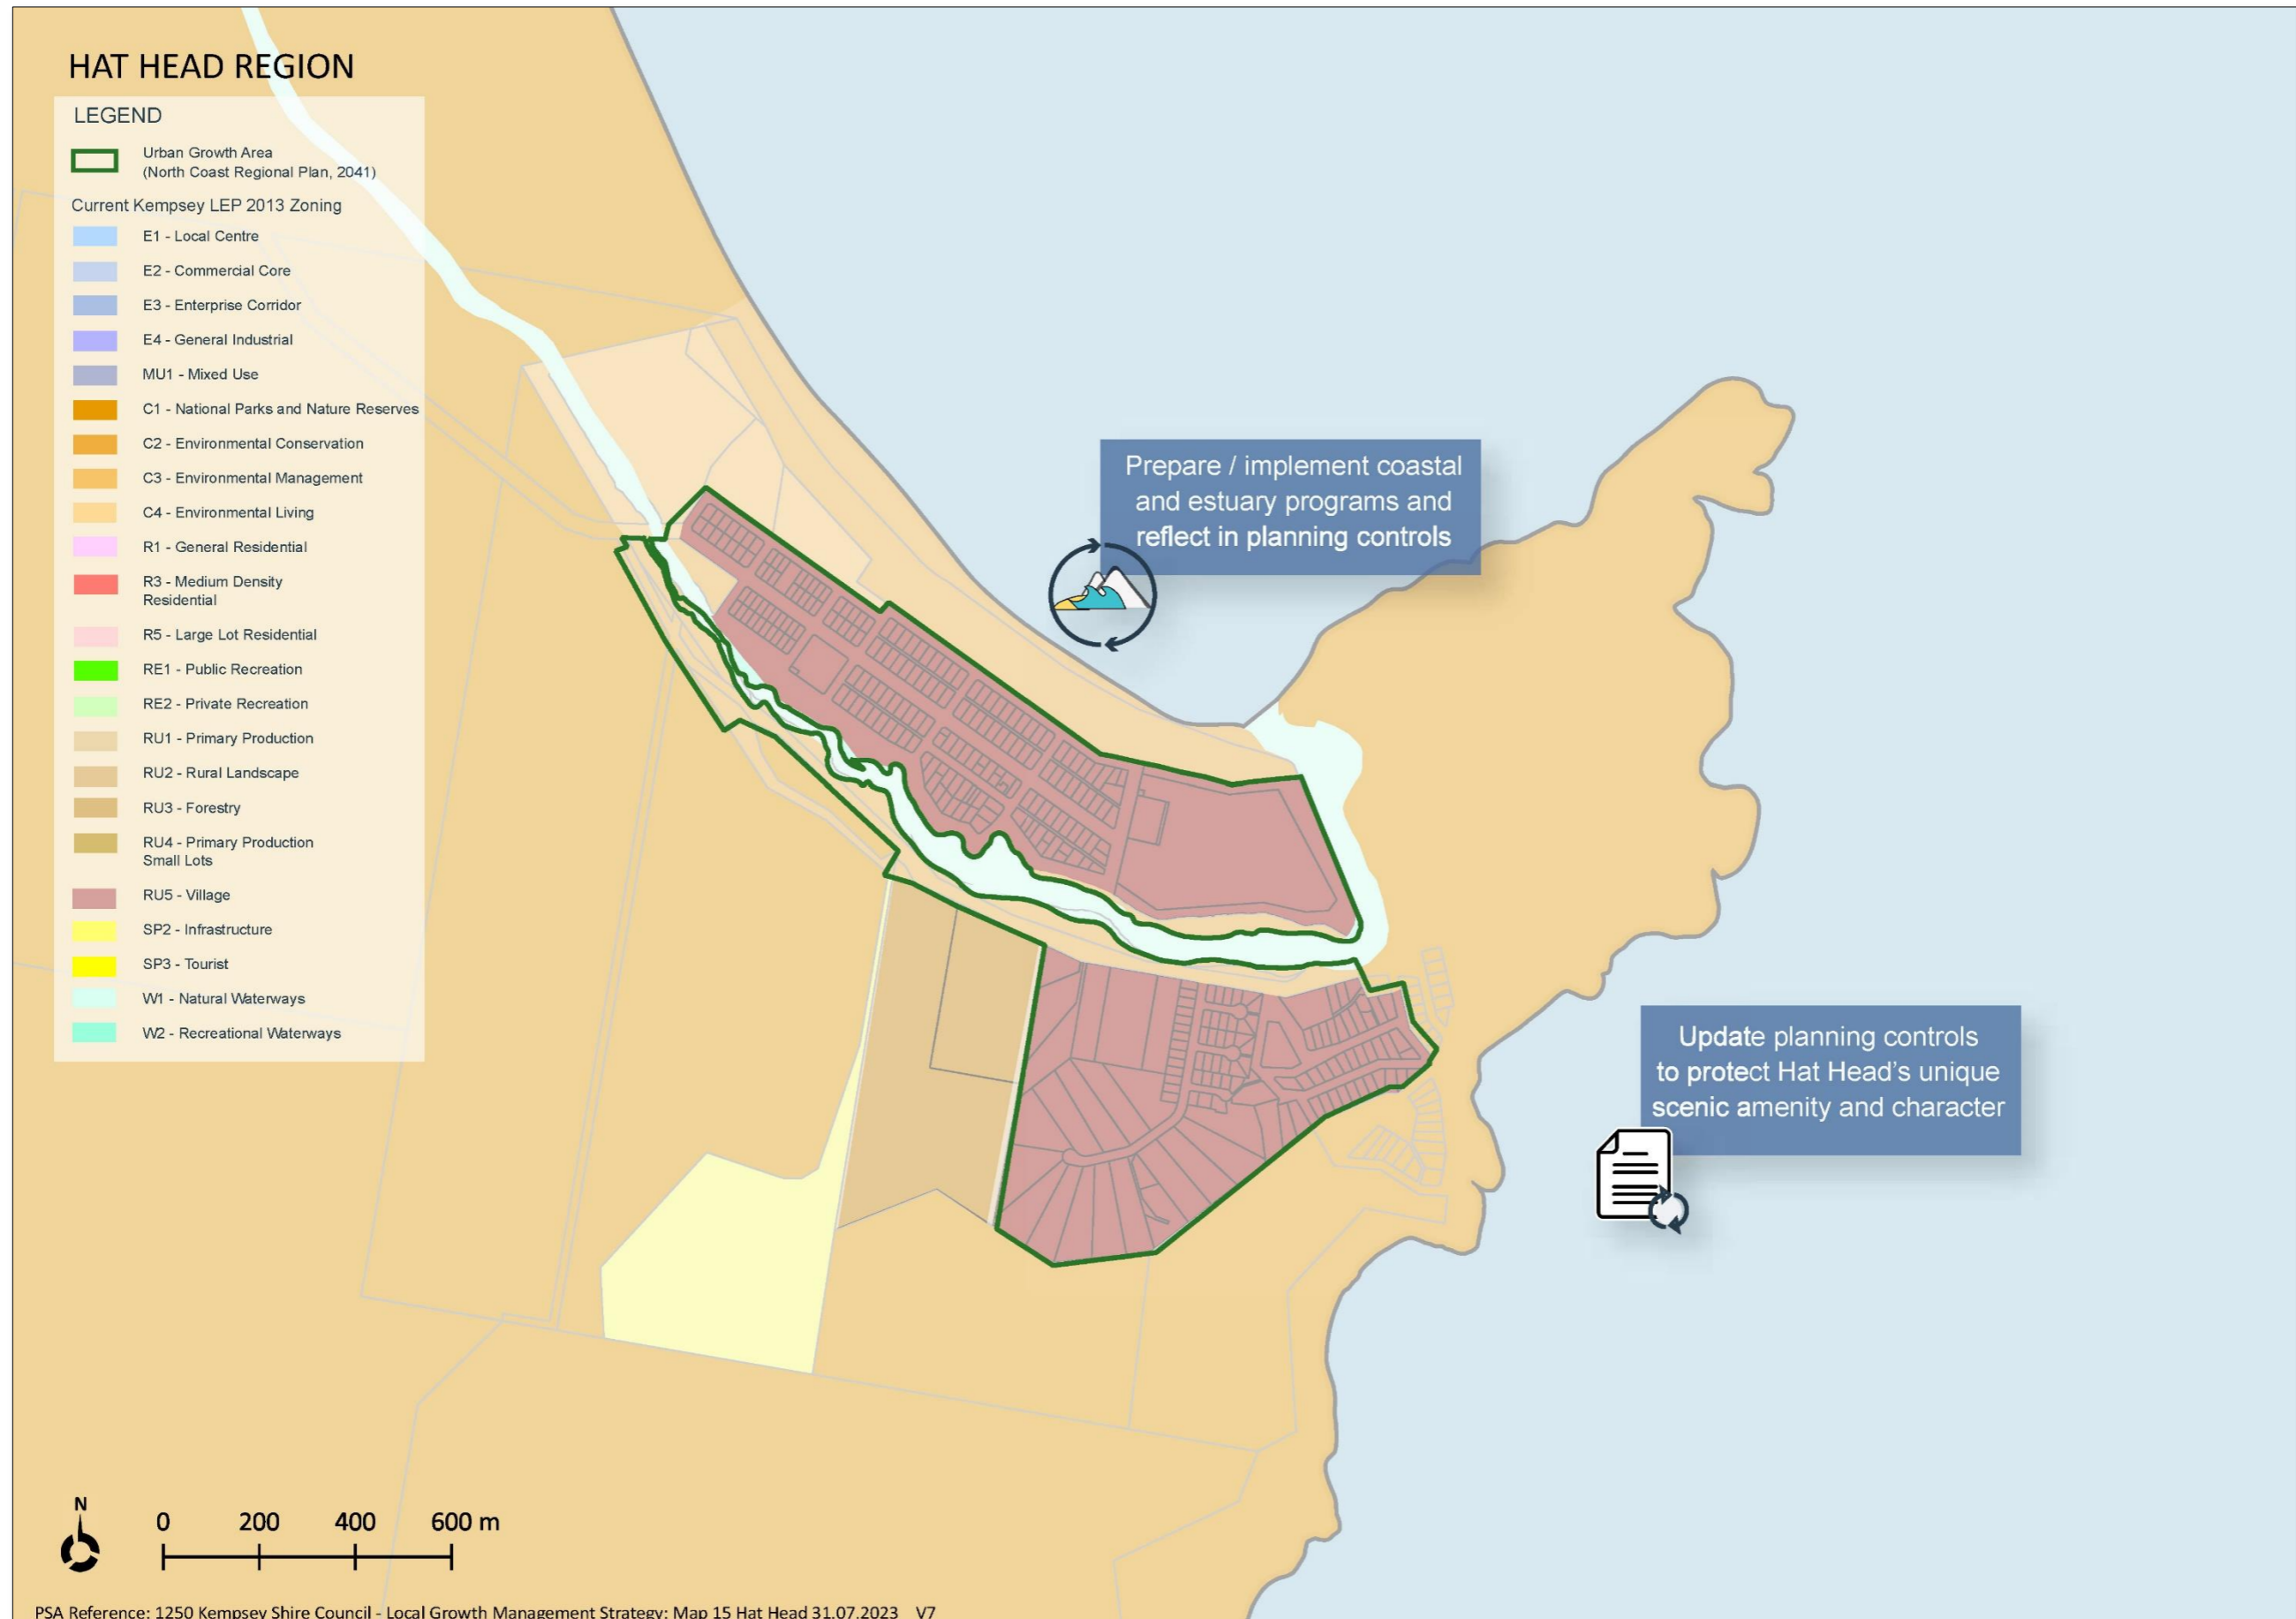 HAT HEAD REGION
LEGEND
Urban Growth Area
(North Coast Regional Plan, 2041)
Current Kempsey LEP 2013 Zoning
E1 - Local Centre
E2 - Commercial Core
E3 - Enterprise Corridor
E4 - General Industrial
MU1 - Mixed Use
C1 - National Parks and Nature Reserves
C2 - Environmental Conservation
C3 - Environmental Management
C4 - Environmental Living
R1 - General Residential
R3 - Medium Density
Residential
R5 - Large Lot Residential
RE1 - Public Recreation
RE2 - Private Recreation
RU1 - Primary Production
RU2 - Rural Landscape
RU3 - Forestry
RU4 - Primary Production
Small Lots
RU5 - Village
SP2 - Infrastructure
SP3 - Tourist
W1 - Natural Waterways
W2 - Recreational Waterways
Prepare / implement coastal
and estuary programs and
reflect in planning controls
Update planning controls
to protect Hat Head’s unique
scenic amenity and character
N
0 200 400 600 m
PSA Reference: 1250 Kempsey Shire Council - Local Growth Management Strategy: Map 15 Hat Head 31.07.2023 V7